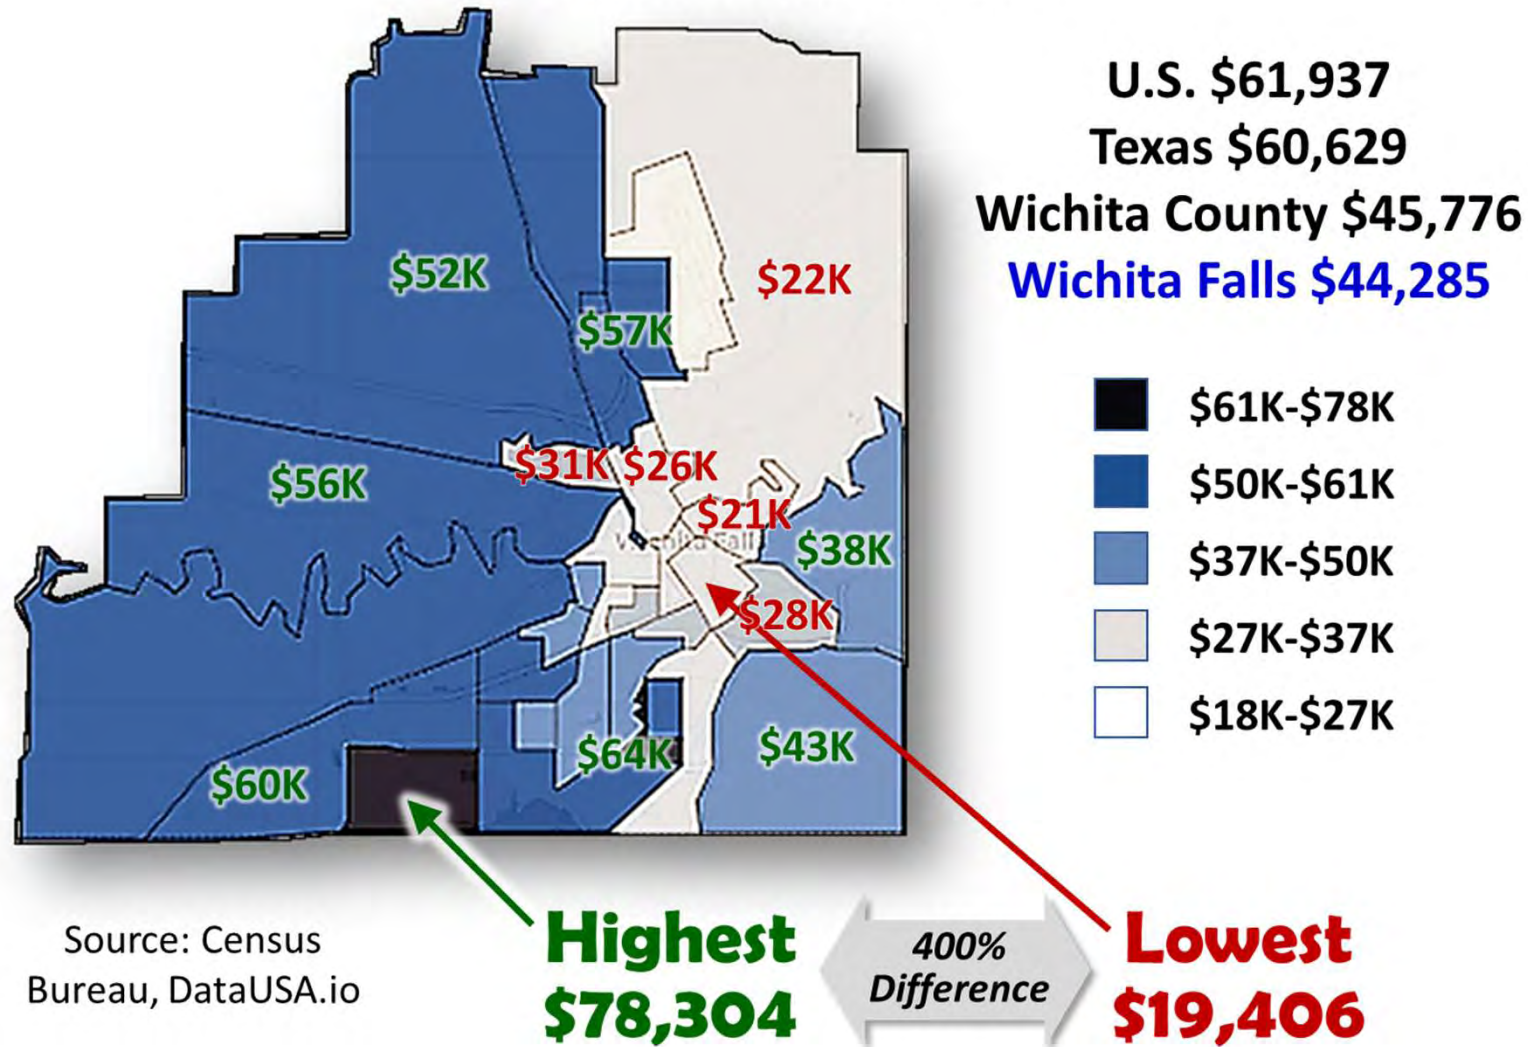 U.S. $61,937
Texas $60,629
Wichita County $45,776
Wichita Falls $44,285
$52K
$22K
$57K
$31K
$26K
$56K
$21K
Wichita Falls
$38K
$28K
$64K
$43K
$60K
$61K-$78K
$50K-$61K
$37K-$50K
$27K-$37K
$18K-$27K
Source: Census
Bureau, DataUSA.io
Highest
$78,304
400%
Difference
Lowest
$19,406